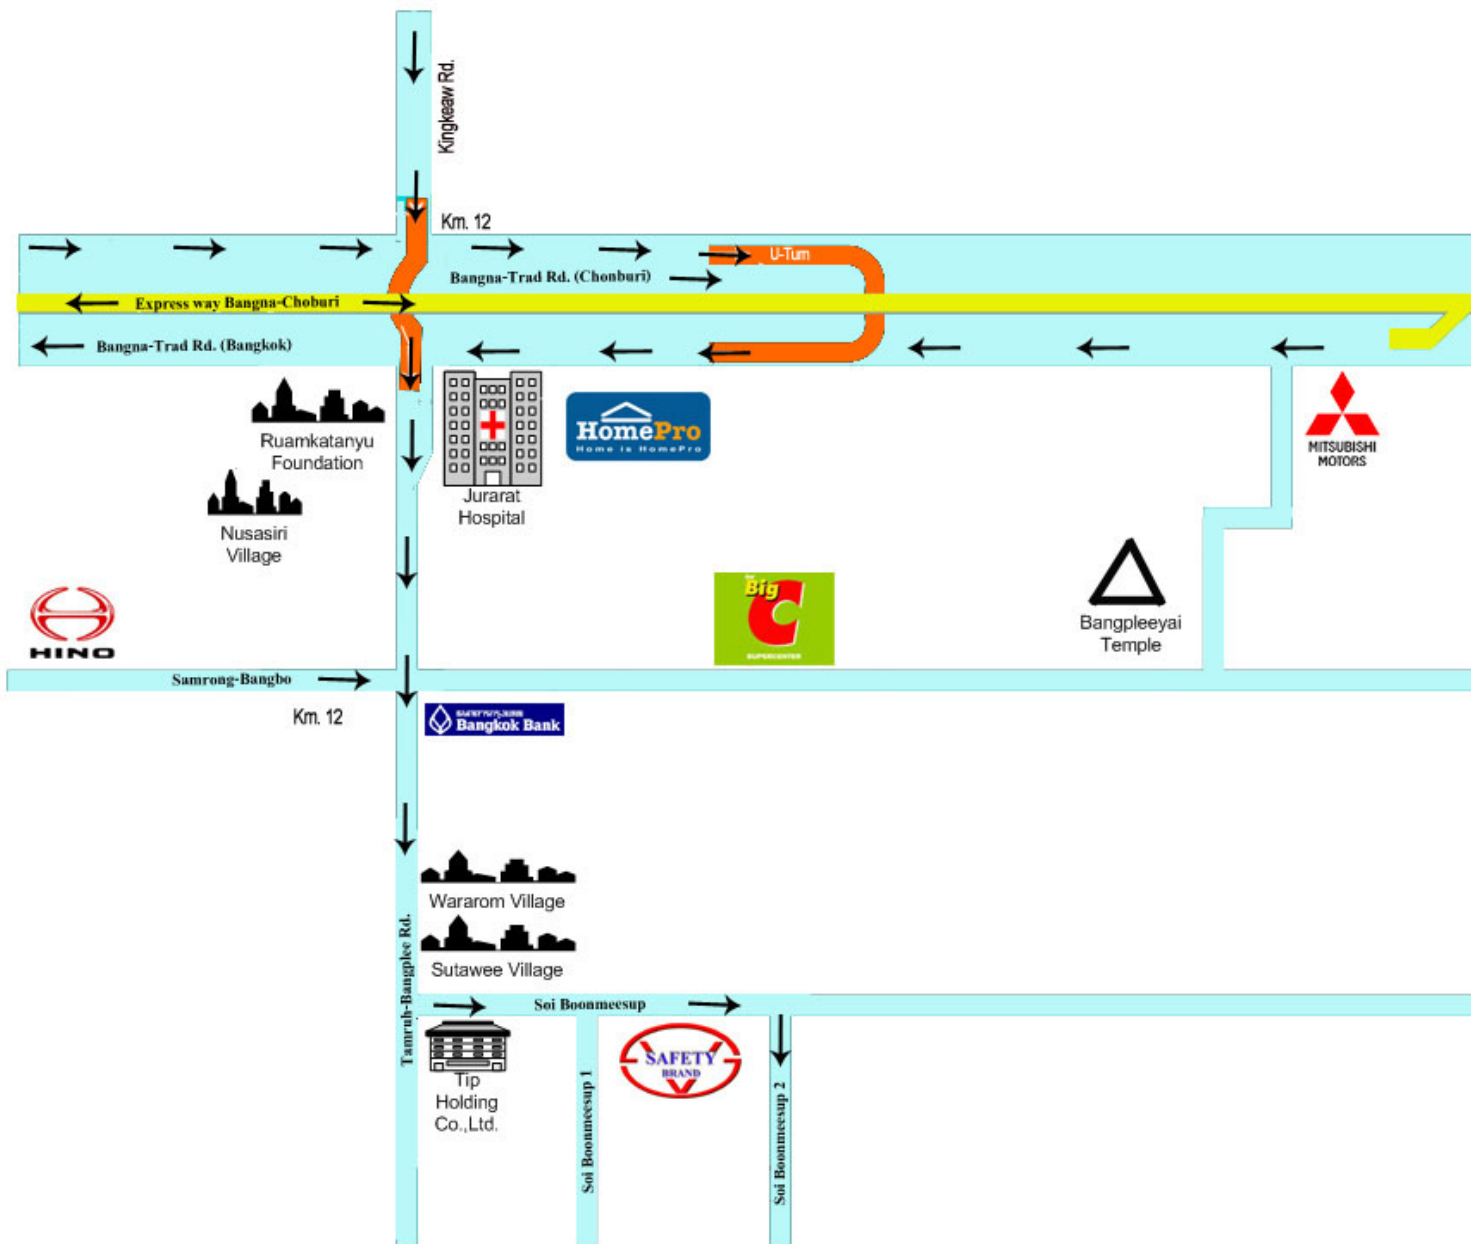 Kingkeaw Rd.
Km. 12
U-Turn
Bangna-Trad Rd. (Chonburi)
Express way Bangna-Choburi
Bangna-Trad Rd. (Bangkok)
Ruamkatanyu
Foundation
HomePro
Home is HomePro
MITSUBISHI
MOTORS
Jurarat
Hospital
Nusasiri
Village
HINO
Big
C
SUPERCENTER
Bangpleeyai
Temple
Samrong-Bangbo
Km. 12
Bangkok Bank
Wararom Village
Sutawee Village
Tamruh-Bangplee Rd.
Soi Boonmeesup
SAFETY
BRAND
Tip
Holding
Co.,Ltd.
Soi Boonmeesup 1
Soi Boonmeesup 2